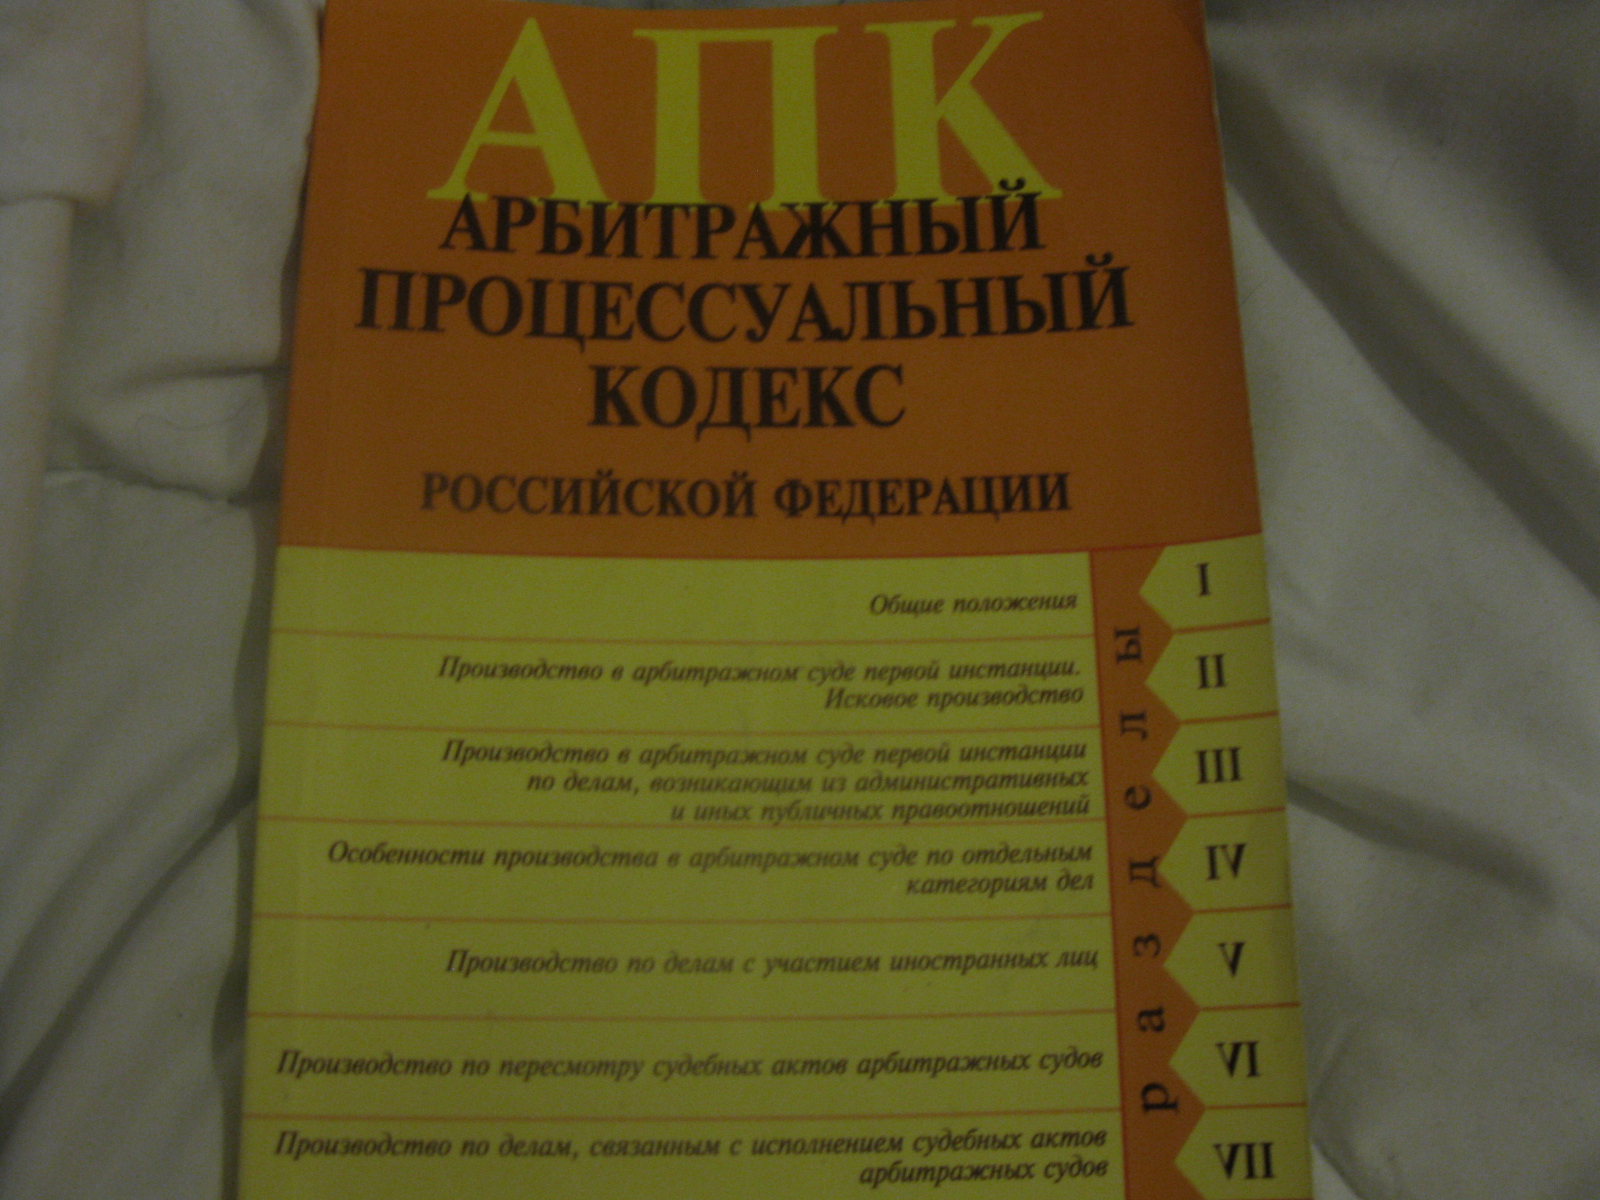 АПК
АРБИТРАЖНЫЙ
ПРОЦЕССУАЛЬНЫЙ
КОДЕКС
РОССИЙСКОЙ ФЕДЕРАЦИИ
разделы
Общие положения I
Производство в арбитражном суде первой инстанции.
Исковое производство II
Производство в арбитражном суде первой инстанции
по делам, возникающим из административных III
и иных публичных правоотношений
Особенности производства в арбитражном суде по отдельным IV
категориям дел
Производство по делам с участием иностранных лиц V
Производство по пересмотру судебных актов арбитражных судов VI
Производство по делам, связанным с исполнением судебных актов VII
арбитражных судов